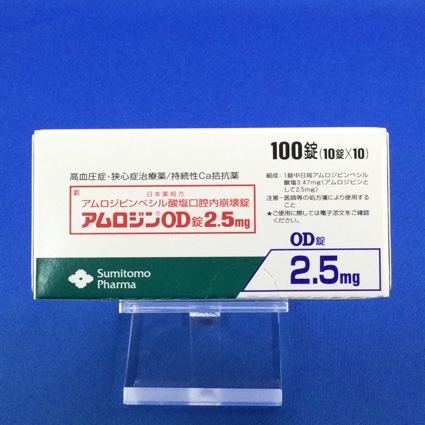 高血圧症・狭心症治療薬/持続性Ca拮抗薬
劇
日本薬局方
アムロジピンベシル酸塩口腔内崩壊錠
アムロジン®OD錠2.5mg
Sumitomo
Pharma
100錠(10錠×10)
組成:1錠中日局アムロジピンベシル
酸塩3.47mg(アムロジピンと
して2.5mg)
注意-医師等の処方箋により使用する
こと
★ご使用に際しては電子添文をご確認
ください。
OD錠
2.5mg